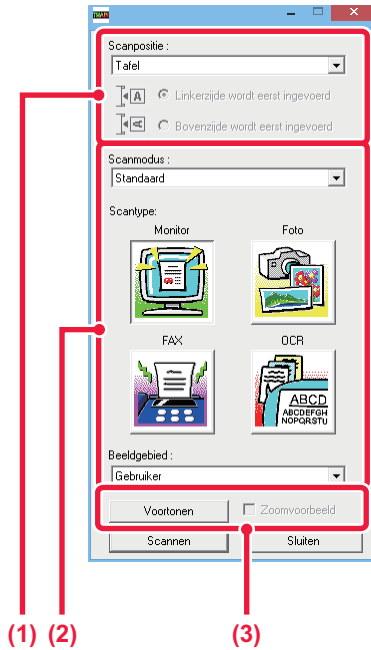 TWAIN
Scanpositie :
Tafel
A Linkerzijde wordt eerst ingevoerd
A Bovenzijde wordt eerst ingevoerd
Scanmodus :
Standaard
Scantype:
Monitor Foto
FAX OCR
ABCD
ABCDEFGH
NOPQRSTU
Beeldgebied :
Gebruiker
Voortonen Zoomvoorbeeld
Scannen Sluiten
(1) (2) (3)